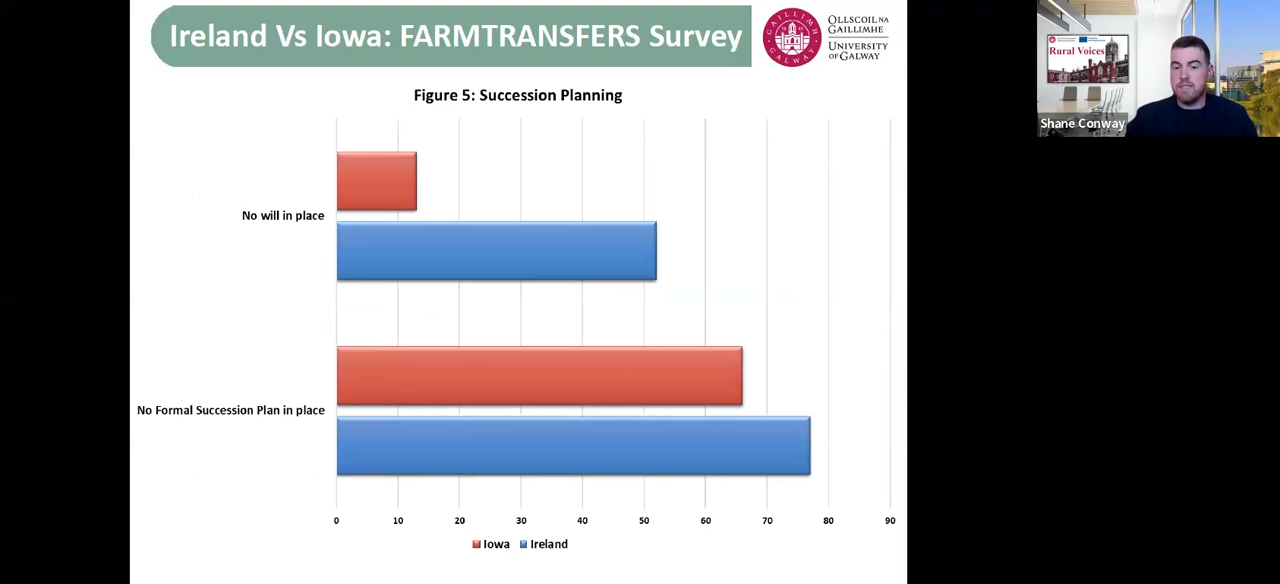 Ireland Vs Iowa: FARMTRANSFERS Survey
OLLSCOIL NA
GAILLIMHE
UNIVERSITY
OF GALWAY
GAILLIMH
GALWAY
Rural Voices
Shane Conway
Figure 5: Succession Planning
No will in place
No Formal Succession Plan in place
0 10 20 30 40 50 60 70 80 90
Iowa Ireland